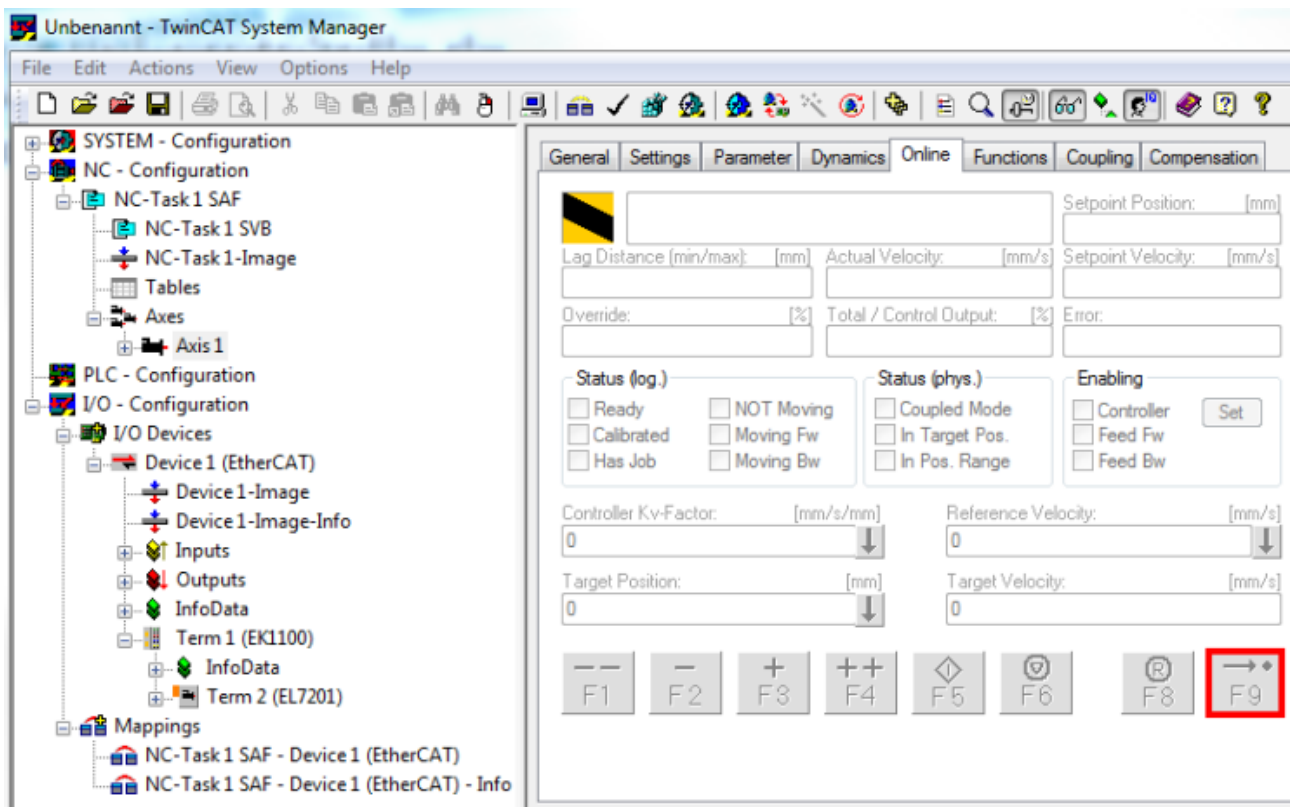 Unbenannt - TwinCAT System Manager
File Edit Actions View Options Help
SYSTEM - Configuration
NC - Configuration
NC-Task 1 SAF
NC-Task 1 SVB
NC-Task 1-Image
Tables
Axes
Axis 1
PLC - Configuration
I/O - Configuration
I/O Devices
Device 1 (EtherCAT)
Device 1-Image
Device 1-Image-Info
Inputs
Outputs
InfoData
Term 1 (EK1100)
InfoData
Term 2 (EL7201)
Mappings
NC-Task 1 SAF - Device 1 (EtherCAT)
NC-Task 1 SAF - Device 1 (EtherCAT) - Info
General Settings Parameter Dynamics Online Functions Coupling Compensation
Setpoint Position: [mm]
Lag Distance (min/max): [mm] Actual Velocity: [mm/s] Setpoint Velocity: [mm/s]
Override: [%] Total / Control Output: [%] Error:
Status (log.) Status (phys.) Enabling
Ready NOT Moving Coupled Mode Controller Set
Calibrated Moving Fw In Target Pos. Feed Fw
Has Job Moving Bw In Pos. Range Feed Bw
Controller Kv-Factor: [mm/s/mm] Reference Velocity: [mm/s]
0 0
Target Position: [mm] Target Velocity: [mm/s]
0 0
-- - + ++ R
F1 F2 F3 F4 F5 F6 F8 F9